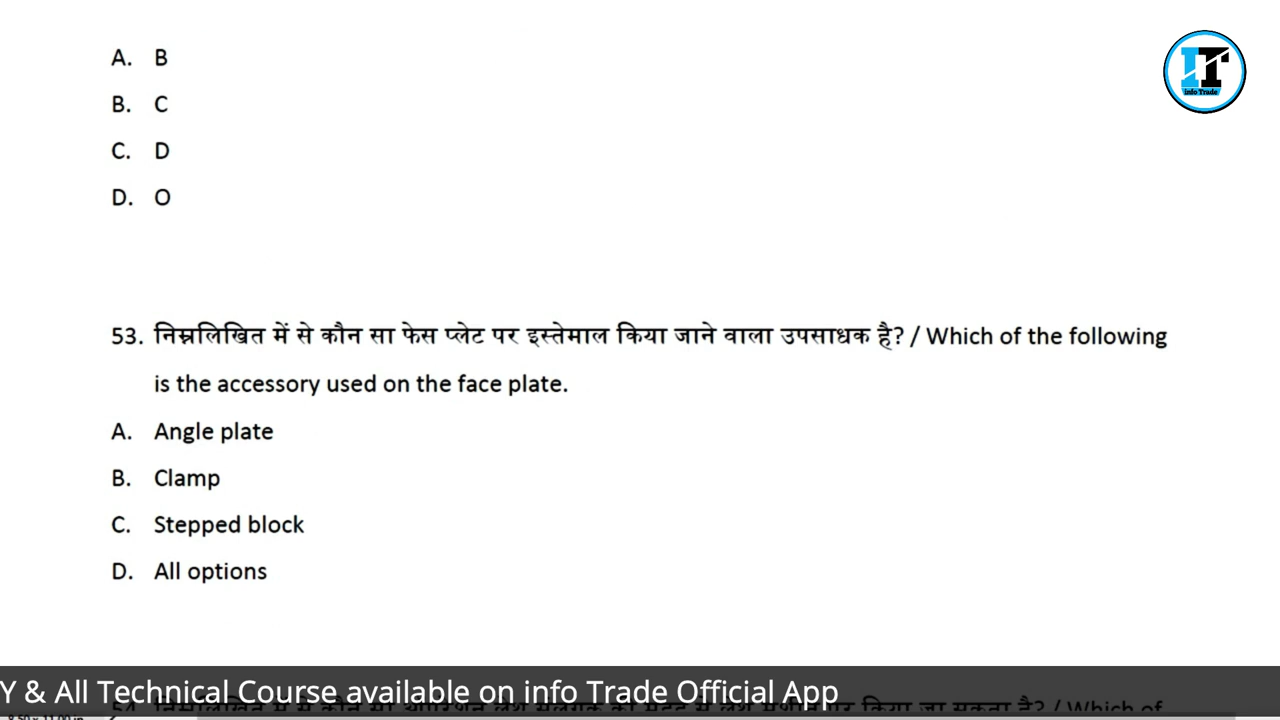 A. B
B. C
C. D
D. O
IT
info Trade
53. निम्नलिखित में से कौन सा फेस प्लेट पर इस्तेमाल किया जाने वाला उपसाधक है? / Which of the following
is the accessory used on the face plate.
A. Angle plate
B. Clamp
C. Stepped block
D. All options
Y & All Technical Course available on info Trade Official App